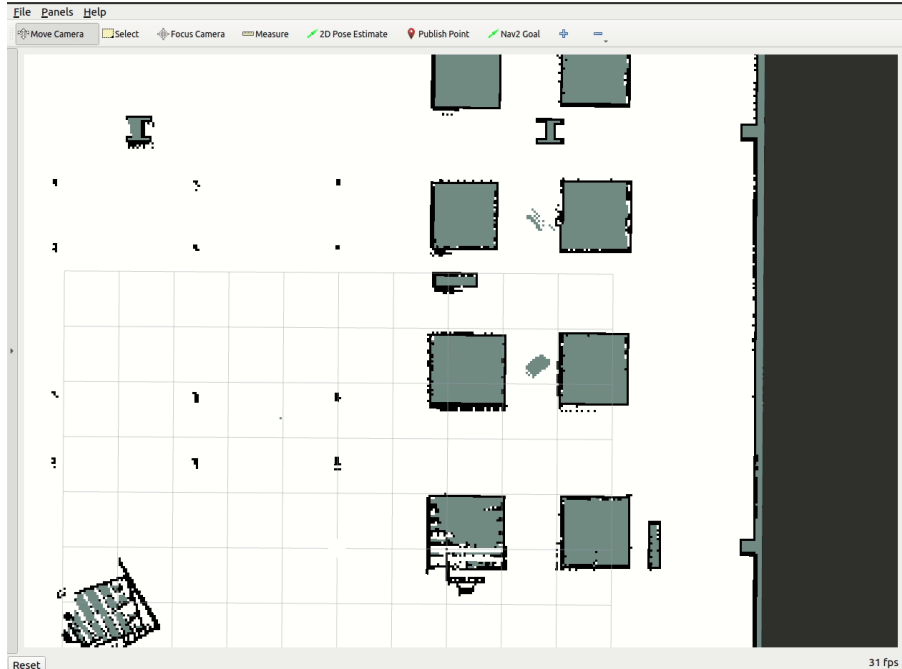 File Panels Help
Move Camera Select Focus Camera Measure 2D Pose Estimate Publish Point Nav2 Goal
Reset 31 fps